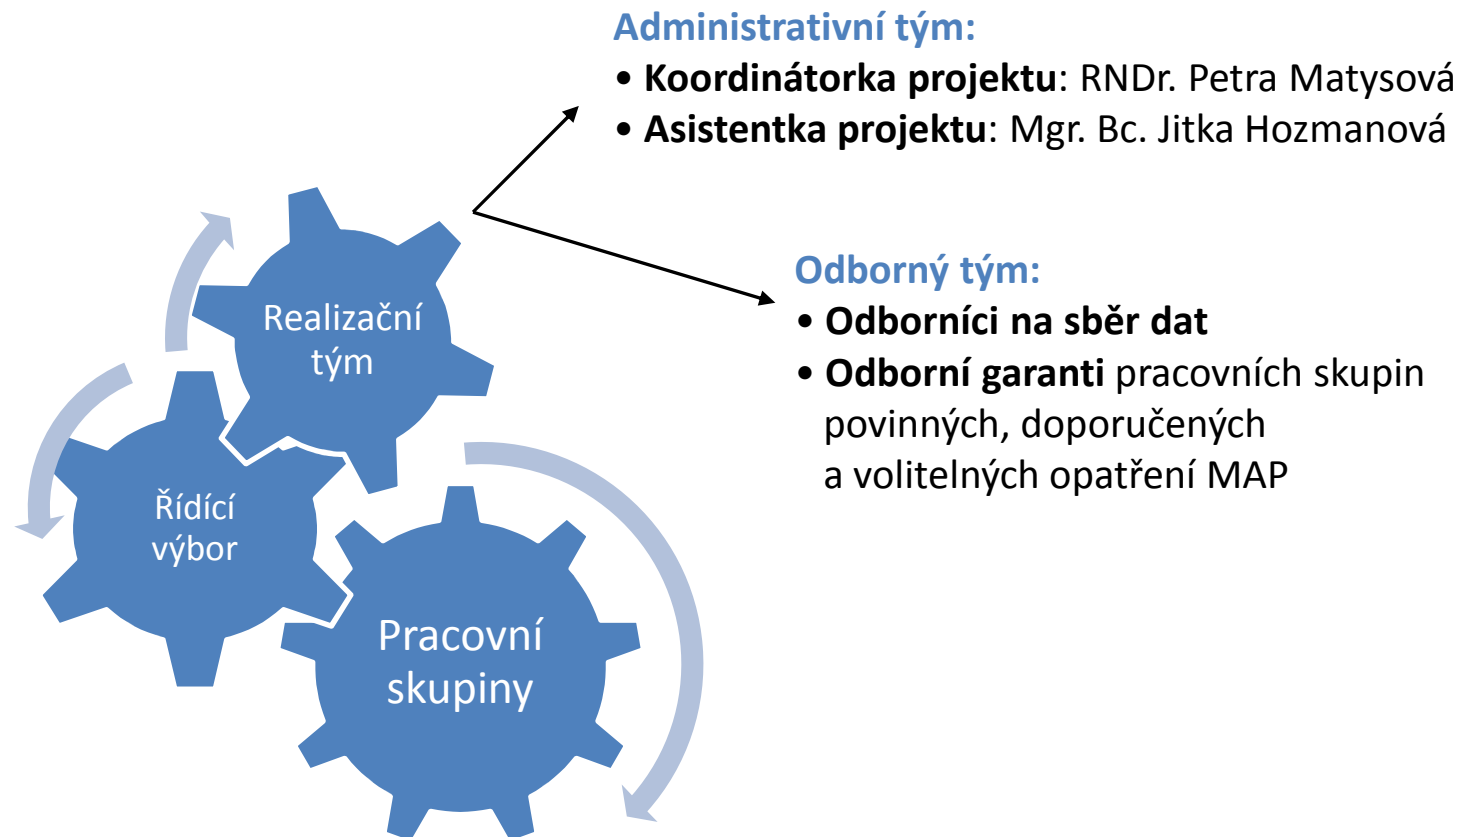 Administrativní tým:
• Koordinátorka projektu: RNDr. Petra Matysová
• Asistentka projektu: Mgr. Bc. Jitka Hozmanová
Odborný tým:
• Odborníci na sběr dat
• Odborní garanti pracovních skupin
povinných, doporučených
a volitelných opatření MAP
Realizační
tým
Řídící
výbor
Pracovní
skupiny